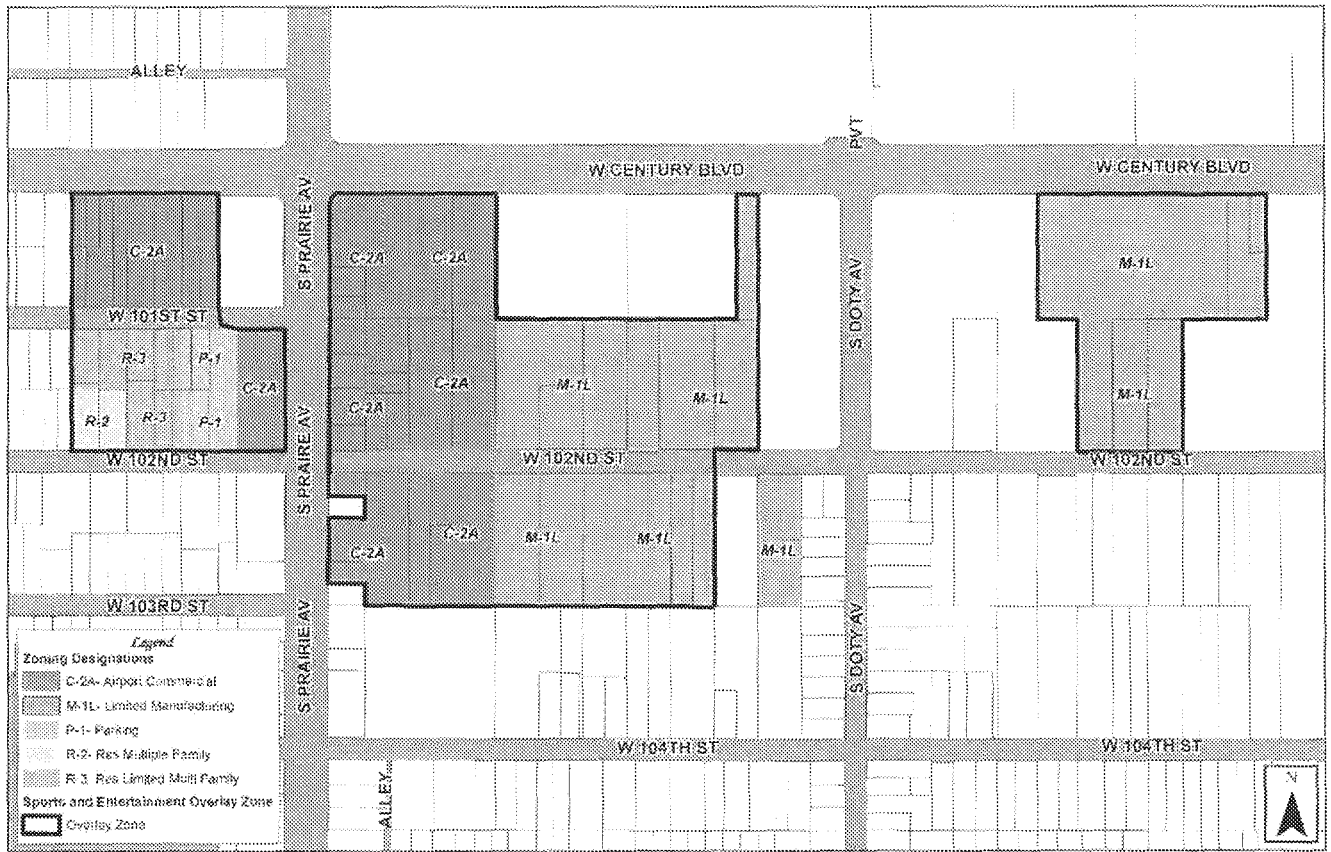 ALLEY
PVT
W CENTURY BLVD
W CENTURY BLVD
S PRAIRIE AV
C-2A
C-2A
C-2A
M-1L
S DOTY AV
W 101ST ST
R-3
P-1
C-2A
C-2A
C-2A
M-1L
M-1L
M-1L
R-2
R-3
P-1
S PRAIRIE AV
W 102ND ST
W 102ND ST
W 102ND ST
C-2A
C-2A
M-1L
M-1L
M-1L
W 103RD ST
S PRAIRIE AV
S DOTY AV
W 104TH ST
W 104TH ST
ALLEY
Legend
Zoning Designations
C-2A- Airport Commercial
M-1L- Limited Manufacturing
P-1- Parking
R-2- Res Multiple Family
R-3 Res Limited Multi Family
Sports and Entertainment Overlay Zone
Overlay Zone
N